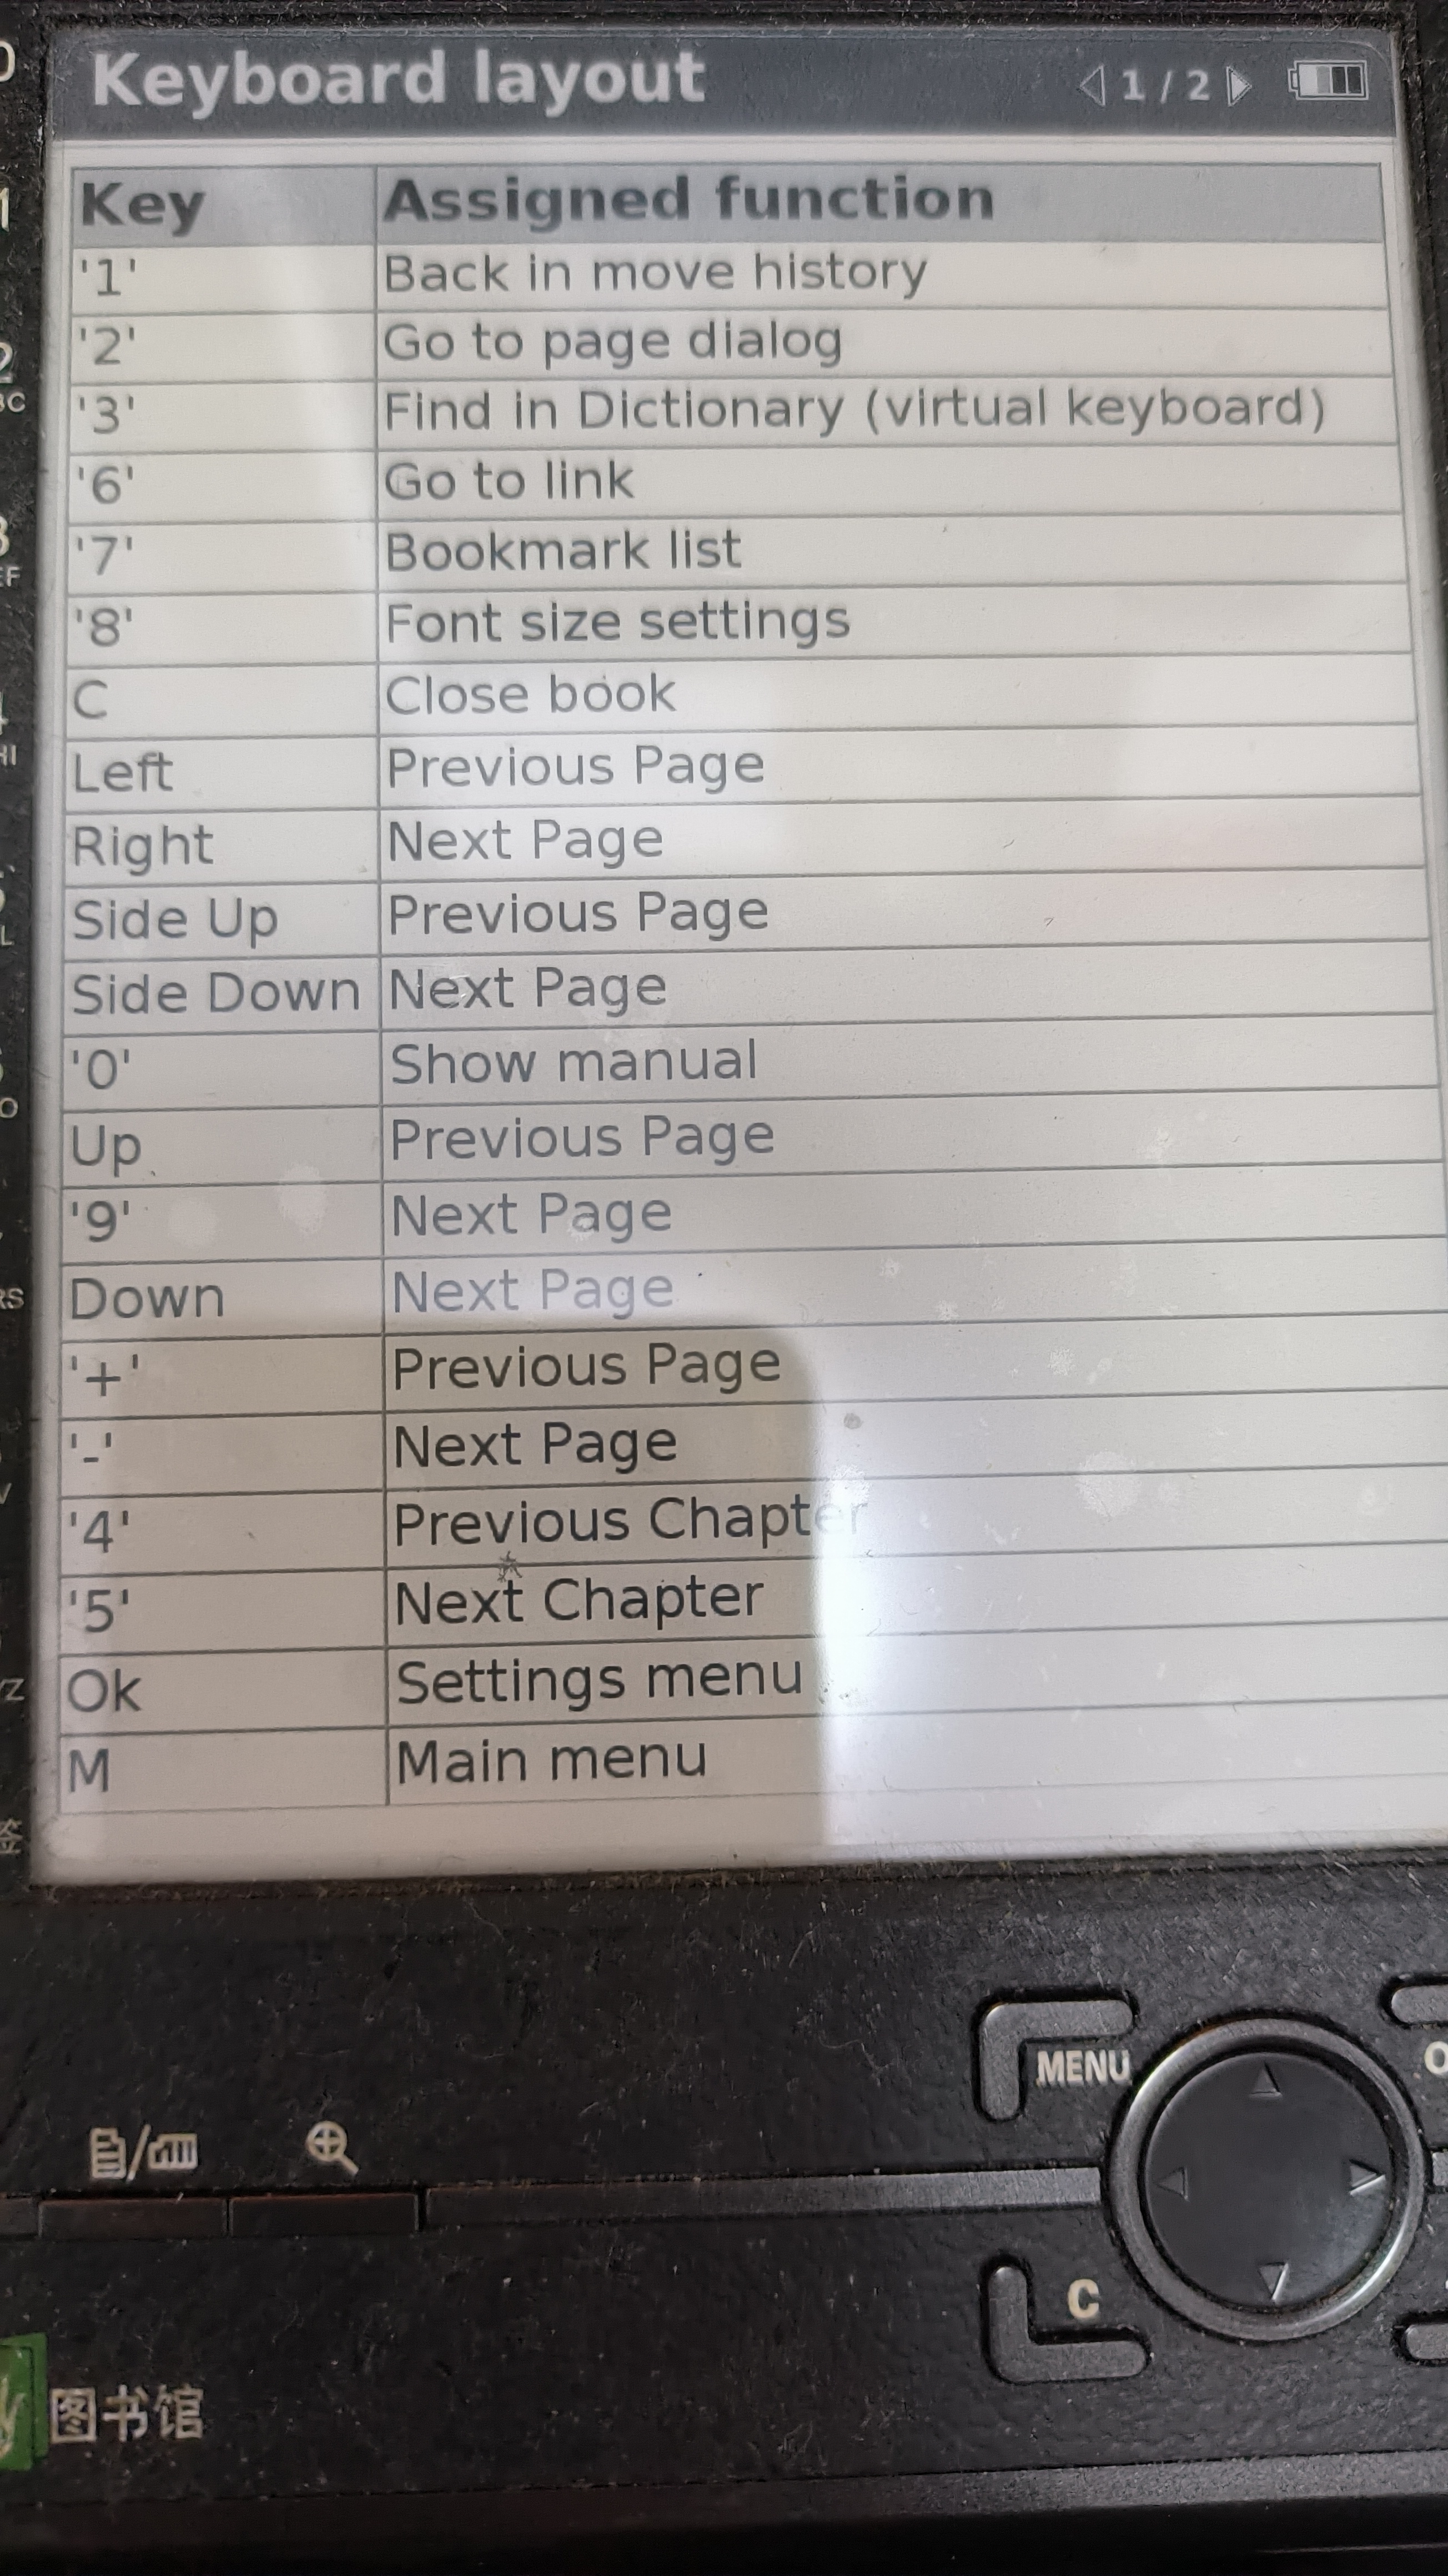 Keyboard layout 1 / 2
Key Assigned function
'1' Back in move history
'2' Go to page dialog
'3' Find in Dictionary (virtual keyboard)
'6' Go to link
'7' Bookmark list
'8' Font size settings
C Close book
Left Previous Page
Right Next Page
Side Up Previous Page
Side Down Next Page
'0' Show manual
Up Previous Page
'9' Next Page
Down Next Page
'+' Previous Page
'-' Next Page
'4' Previous Chapter
'5' Next Chapter
Ok Settings menu
M Main menu
MENU
C
图书馆